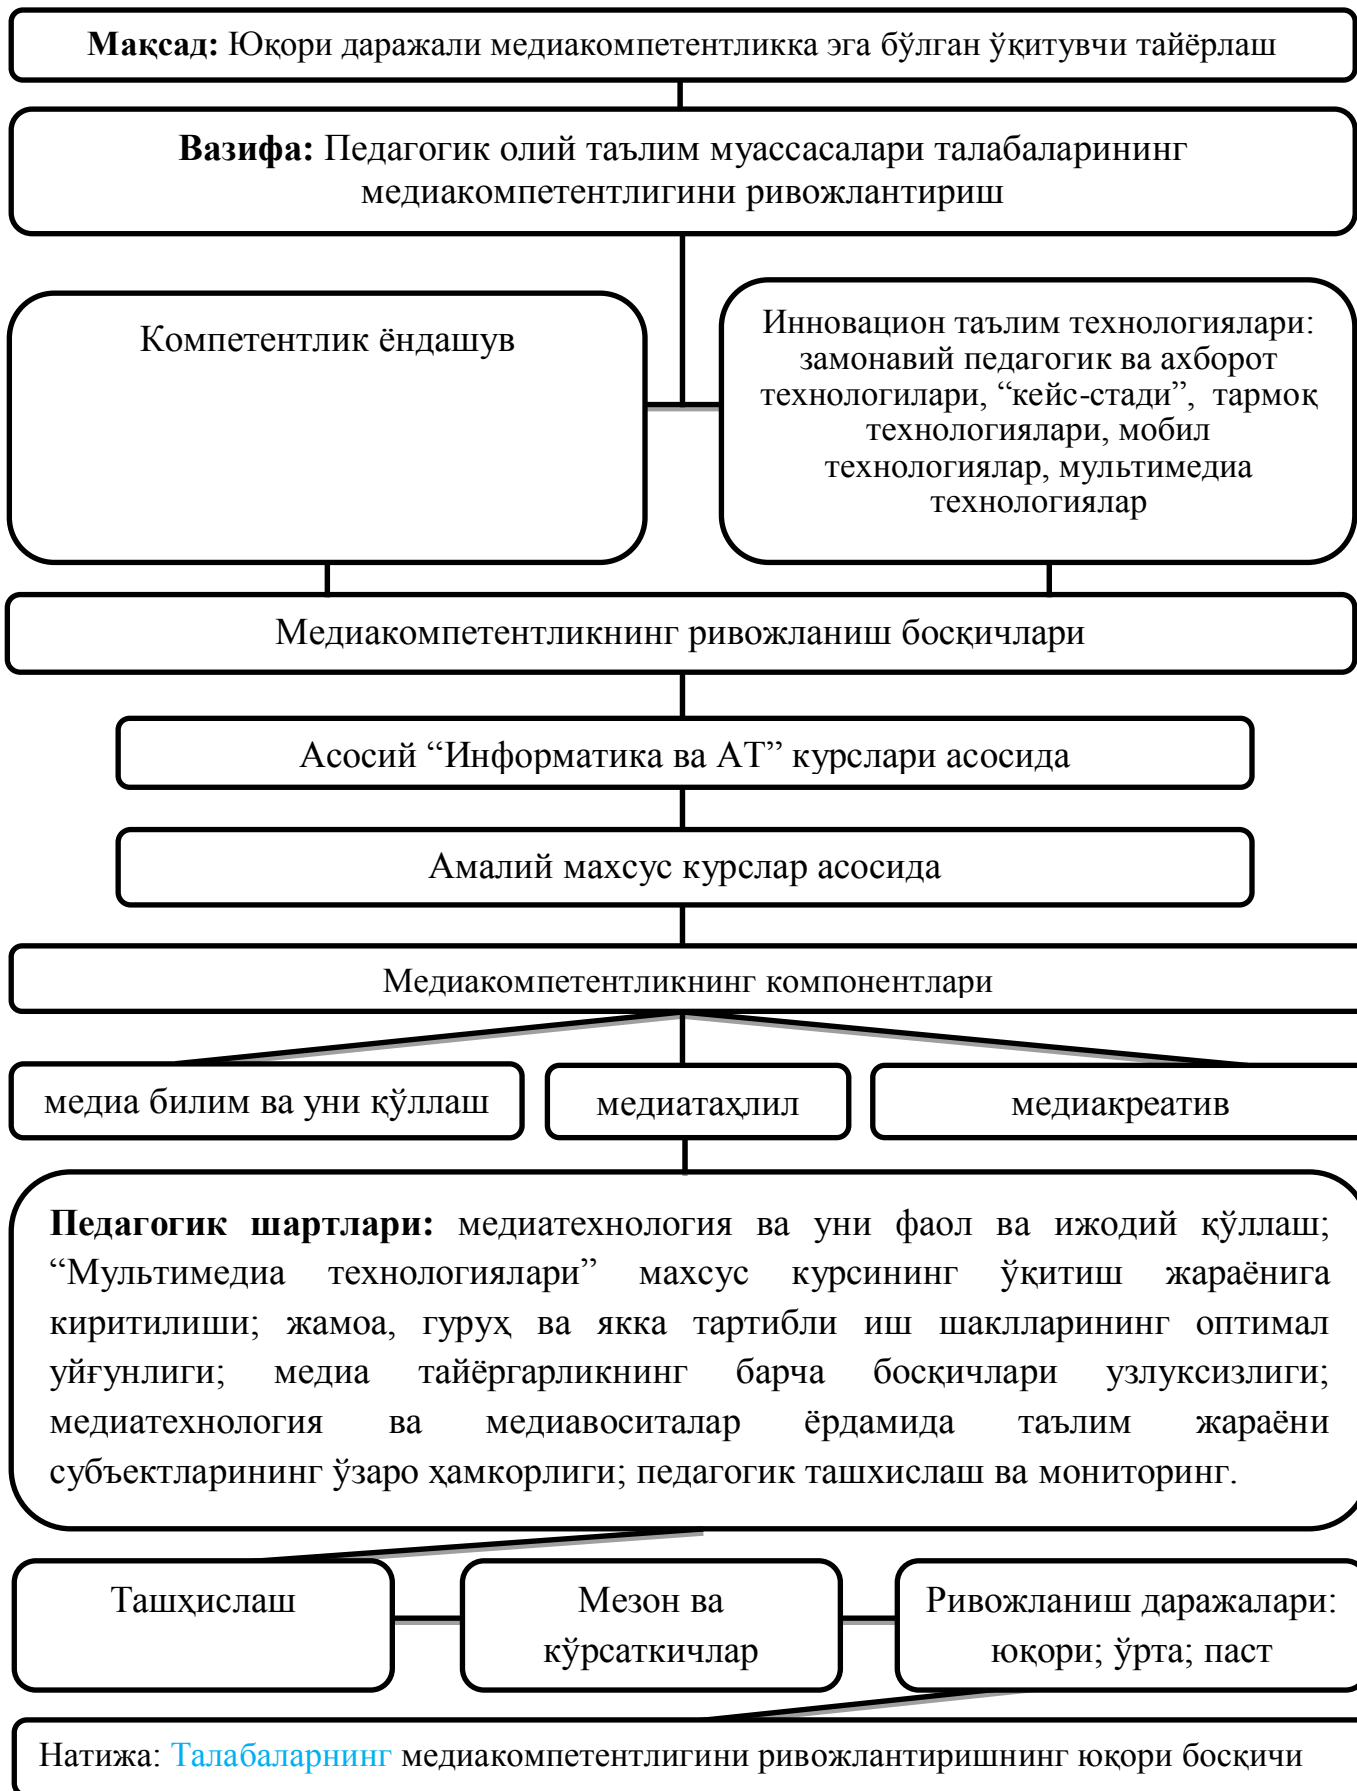 Мақсад: Юқори даражали медиакомпетентликка эга бўлган ўқитувчи тайёрлаш
Вазифа: Педагогик олий таълим муассасалари талабаларининг
медиакомпетентлигини ривожлантириш
Компетентлик ёндашув
Инновацион таълим технологиялари:
замонавий педагогик ва ахборот
технологилари, “кейс-стади”, тармоқ
технологиялари, мобил
технологиялар, мультимедиа
технологиялар
Медиакомпетентликнинг ривожланиш босқичлари
Асосий “Информатика ва АТ” курслари асосида
Амалий махсус курслар асосида
Медиакомпетентликнинг компонентлари
медиа билим ва уни қўллаш
медиатаҳлил
медиакреатив
Педагогик шартлари: медиатехнология ва уни фаол ва ижодий қўллаш;
“Мультимедиа технологиялари” махсус курсининг ўқитиш жараёнига
киритилиши; жамоа, гуруҳ ва якка тартибли иш шаклларининг оптимал
уйғунлиги; медиа тайёргарликнинг барча босқичлари узлуксизлиги;
медиатехнология ва медиавоситалар ёрдамида таълим жараёни
субъектларининг ўзаро ҳамкорлиги; педагогик ташхислаш ва мониторинг.
Ташҳислаш
Мезон ва
кўрсаткичлар
Ривожланиш даражалари:
юқори; ўрта; паст
Натижа: Талабаларнинг медиакомпетентлигини ривожлантиришнинг юқори босқичи